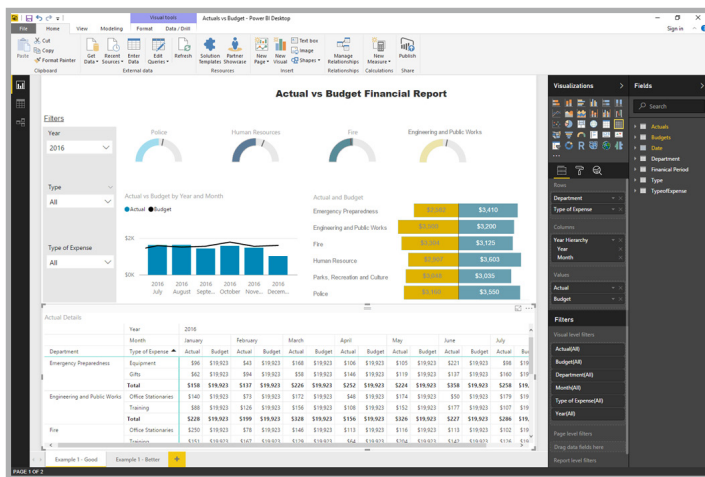 Visual tools
Actuals vs Budget - Power BI Desktop
Sign in
File Home View Modeling Format Data / Drill
Paste
Cut
Copy
Format Painter
Get Data
Recent Sources
Enter Data
Edit Queries
Refresh
Solution Templates
Partner Showcase
New Page
New Visual
Text box
Image
Shapes
Manage Relationships
New Measure
Publish
Clipboard External data Resources Insert Relationships Calculations Share
Actual vs Budget Financial Report
Filters
Year
2016
Type
All
Type of Expense
All
Police Human Resources Fire Engineering and Public Works
Actual vs Budget by Year and Month
Actual Budget
$2K
$0K
2016 2016 2016 2016 2016 2016
July August Septe... October Nove... Decem...
Actual and Budget
Emergency Preparedness $3,410
Engineering and Public Works $3,200
Fire $3,125
Human Resource $3,603
Parks, Recreation and Culture $3,035
Police $3,550
Actual Details
Year 2016
Month January February March April May June July
Department Type of Expense Actual Budget Actual Budget Actual Budget Actual Budget Actual Budget Actual Budget Actual
Emergency Preparedness Equipment $96 $19,923 $43 $19,923 $168 $19,923 $106 $19,923 $105 $19,923 $221 $19,923 $98
Gifts $62 $19,923 $94 $19,923 $58 $19,923 $146 $19,923 $119 $19,923 $137 $19,923 $160
Total $158 $19,923 $137 $19,923 $226 $19,923 $252 $19,923 $224 $19,923 $358 $19,923 $258
Engineering and Public Works Office Stationaries $140 $19,923 $73 $19,923 $172 $19,923 $48 $19,923 $174 $19,923 $50 $19,923 $179
Training $88 $19,923 $126 $19,923 $156 $19,923 $108 $19,923 $152 $19,923 $177 $19,923 $107
Total $228 $19,923 $199 $19,923 $328 $19,923 $156 $19,923 $326 $19,923 $227 $19,923 $286
Fire Office Stationaries $250 $19,923 $78 $19,923 $146 $19,923 $113 $19,923 $116 $19,923 $113 $19,923 $102
Training
Example 1 - Good Example 1 - Better
PAGE 1 OF 2
Visualizations
Rows
Department
Type of Expense
Columns
Year Hierarchy
Year
Month
Values
Actual
Budget
Filters
Visual level filters
Actual(All)
Budget(All)
Department(All)
Month(All)
Type of Expense(All)
Year(All)
Page level filters
Drag data fields here
Report level filters
Fields
Search
Actuals
Budgets
Date
Department
Finanical Period
Type
TypeofExpense